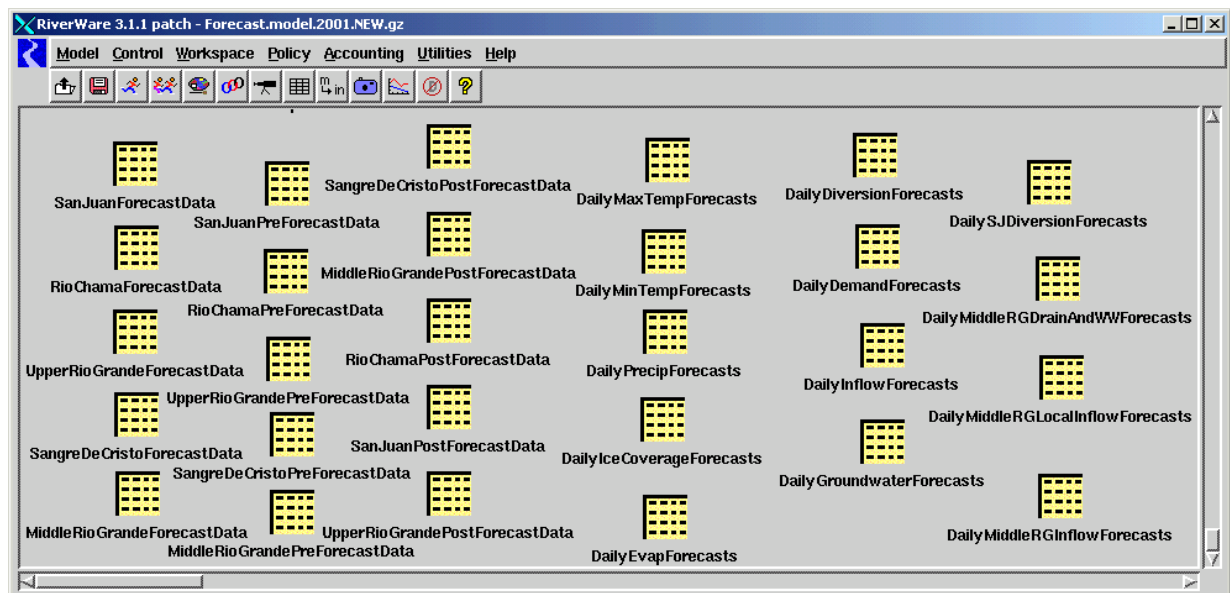 RiverWare 3.1.1 patch - Forecast.model.2001.NEW.gz
Model Control Workspace Policy Accounting Utilities Help
m
in
SanJuanForecastData
RioChamaForecastData
UpperRioGrandeForecastData
SangreDeCristoForecastData
MiddleRioGrandeForecastData
SanJuanPreForecastData
RioChamaPreForecastData
UpperRioGrandePreForecastData
SangreDeCristoPreForecastData
MiddleRioGrandePreForecastData
SangreDeCristoPostForecastData
MiddleRioGrandePostForecastData
RioChamaPostForecastData
SanJuanPostForecastData
UpperRioGrandePostForecastData
DailyMaxTempForecasts
DailyMinTempForecasts
DailyPrecipForecasts
DailyIceCoverageForecasts
DailyEvapForecasts
DailyDiversionForecasts
DailyDemandForecasts
DailyInflowForecasts
DailyGroundwaterForecasts
DailySJDiversionForecasts
DailyMiddleRGDrainAndWWForecasts
DailyMiddleRGLocalInflowForecasts
DailyMiddleRGInflowForecasts